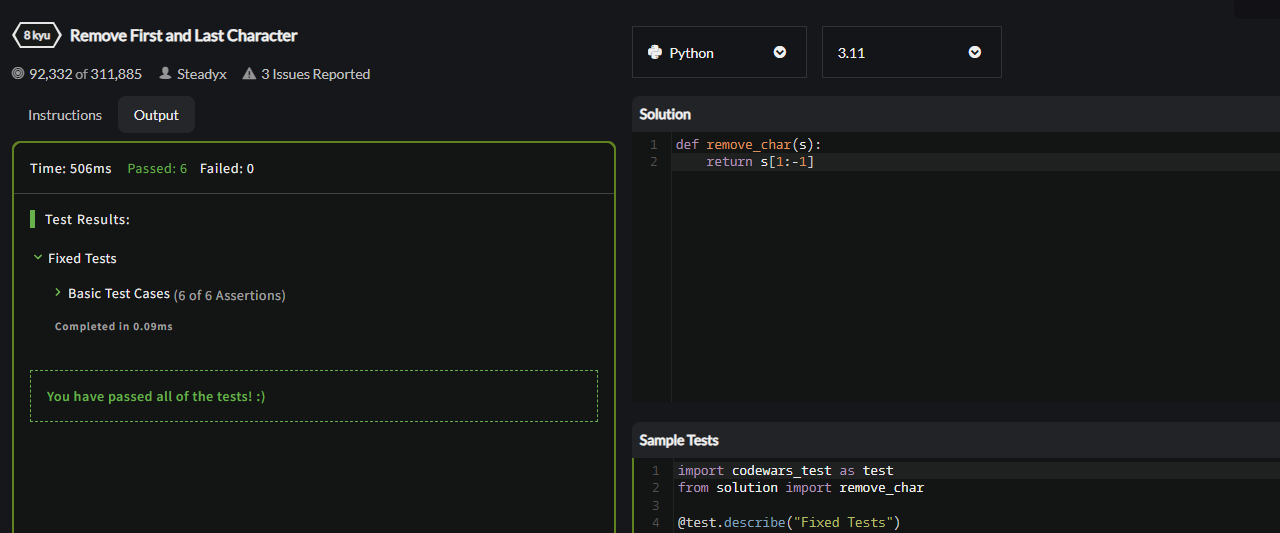 8 kyu Remove First and Last Character
92,332 of 311,885 Steadyx 3 Issues Reported
Instructions Output
Time: 506ms Passed: 6 Failed: 0
Test Results:
Fixed Tests
Basic Test Cases (6 of 6 Assertions)
Completed in 0.09ms
You have passed all of the tests! :)
Python 3.11
Solution
1 def remove_char(s):
2 return s[1:-1]
Sample Tests
1 import codewars_test as test
2 from solution import remove_char
3
4 @test.describe("Fixed Tests")